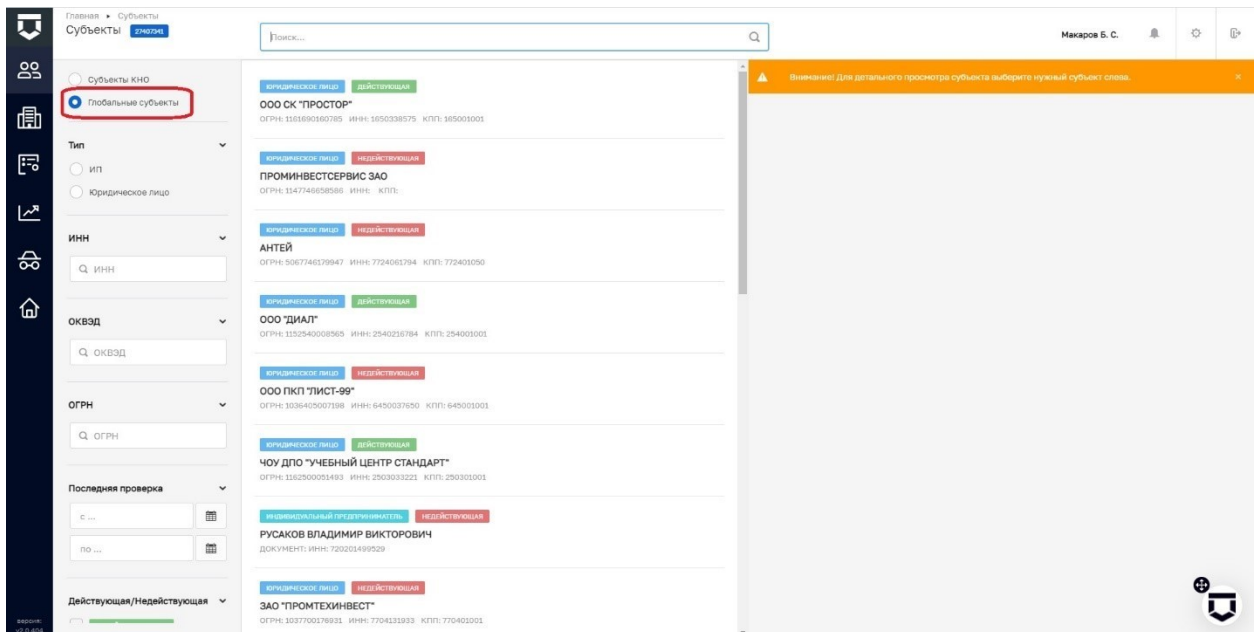 Главная ▸ Субъекты
Субъекты 27407341
Поиск...
Макаров Б. С.
Субъекты КНО
Глобальные субъекты
Тип
ИП
Юридическое лицо
ИНН
ИНН
ОКВЭД
ОКВЭД
ОГРН
ОГРН
Последняя проверка
с ...
по ...
Действующая/Недействующая
версия:
v2.0.404
ЮРИДИЧЕСКОЕ ЛИЦО ДЕЙСТВУЮЩАЯ
ООО СК "ПРОСТОР"
ОГРН: 1161690160785 ИНН: 1650338575 КПП: 165001001
ЮРИДИЧЕСКОЕ ЛИЦО НЕДЕЙСТВУЮЩАЯ
ПРОМИНВЕСТСЕРВИС ЗАО
ОГРН: 1147746658586 ИНН: КПП:
ЮРИДИЧЕСКОЕ ЛИЦО НЕДЕЙСТВУЮЩАЯ
АНТЕЙ
ОГРН: 5067746179947 ИНН: 7724061794 КПП: 772401050
ЮРИДИЧЕСКОЕ ЛИЦО ДЕЙСТВУЮЩАЯ
ООО "ДИАЛ"
ОГРН: 1152540008565 ИНН: 2540216784 КПП: 254001001
ЮРИДИЧЕСКОЕ ЛИЦО НЕДЕЙСТВУЮЩАЯ
ООО ПКП "ЛИСТ-99"
ОГРН: 1036405007198 ИНН: 6450037650 КПП: 645001001
ЮРИДИЧЕСКОЕ ЛИЦО ДЕЙСТВУЮЩАЯ
ЧОУ ДПО "УЧЕБНЫЙ ЦЕНТР СТАНДАРТ"
ОГРН: 1162500051493 ИНН: 2503033221 КПП: 250301001
ИНДИВИДУАЛЬНЫЙ ПРЕДПРИНИМАТЕЛЬ НЕДЕЙСТВУЮЩАЯ
РУСАКОВ ВЛАДИМИР ВИКТОРОВИЧ
ДОКУМЕНТ: ИНН: 720201499529
ЮРИДИЧЕСКОЕ ЛИЦО НЕДЕЙСТВУЮЩАЯ
ЗАО "ПРОМТЕХИНВЕСТ"
ОГРН: 1037700176931 ИНН: 7704131933 КПП: 770401001
Внимание! Для детального просмотра субъекта выберите нужный субъект слева.